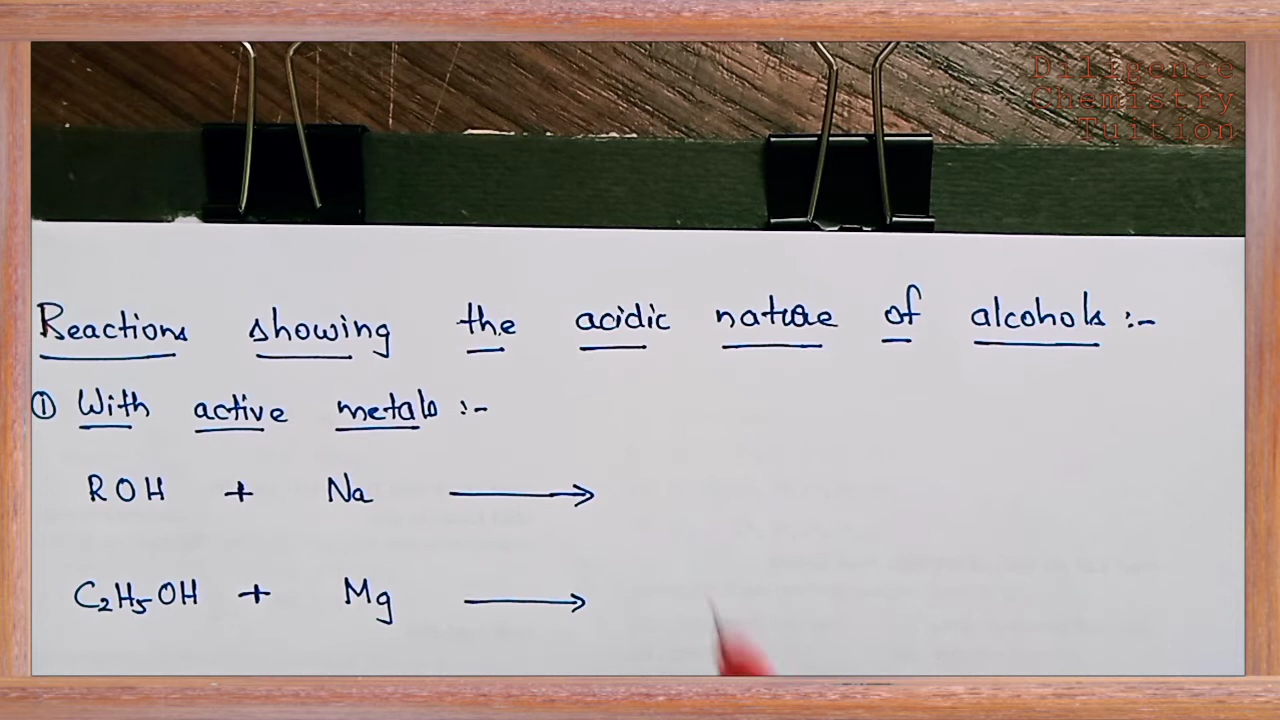 Diligence
Chemistry
Tuition
Reactions showing the acidic nature of alcohols :-
① With active metals :-
ROH + Na ⟶
C₂H₅OH + Mg ⟶